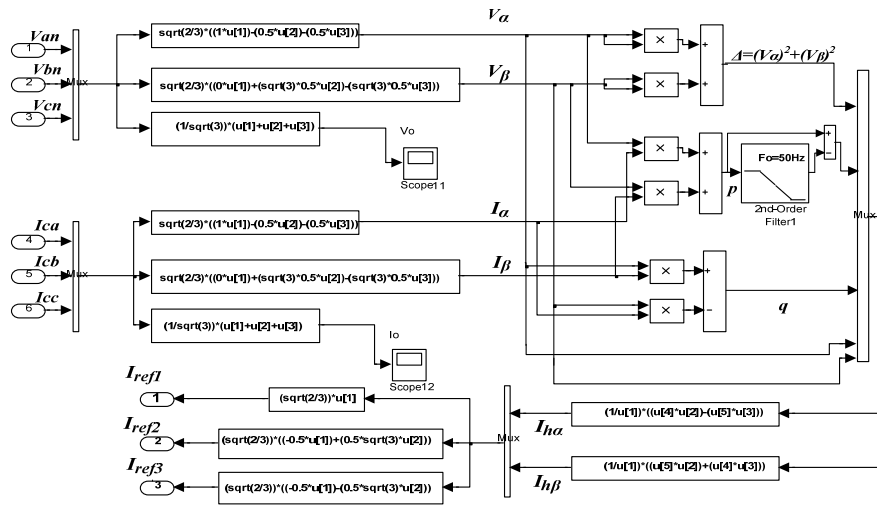 Van
1
Vbn
2
Vcn
3
Mux
sqrt(2/3)*((1*u[1])-(0.5*u[2])-(0.5*u[3]))
sqrt(2/3)*((0*u[1])+(sqrt(3)*0.5*u[2])-(sqrt(3)*0.5*u[3]))
(1/sqrt(3))*(u[1]+u[2]+u[3])
Vo
Scope11
Vα
Vβ
×
×
+
+
Δ=(Vα)²+(Vβ)²
×
×
+
+
p
Fo=50Hz
2nd-Order
Filter1
+
−
Mux
Ica
4
Icb
5
Icc
6
Mux
sqrt(2/3)*((1*u[1])-(0.5*u[2])-(0.5*u[3]))
sqrt(2/3)*((0*u[1])+(sqrt(3)*0.5*u[2])-(sqrt(3)*0.5*u[3]))
(1/sqrt(3))*(u[1]+u[2]+u[3])
Io
Scope12
Iα
Iβ
×
×
+
−
q
Iref1
1
(sqrt(2/3))*u[1]
Iref2
2
(sqrt(2/3))*((-0.5*u[1])+(0.5*sqrt(3)*u[2]))
Iref3
3
(sqrt(2/3))*((-0.5*u[1])-(0.5*sqrt(3)*u[2]))
Mux
Ihα
(1/u[1])*((u[4]*u[2])-(u[5]*u[3]))
Ihβ
(1/u[1])*((u[5]*u[2])+(u[4]*u[3]))